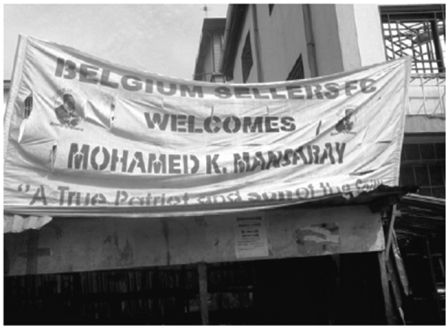 BELGIUM SELLERS FC
WELCOMES
MOHAMED K. MANSARAY
"A True Patriot and